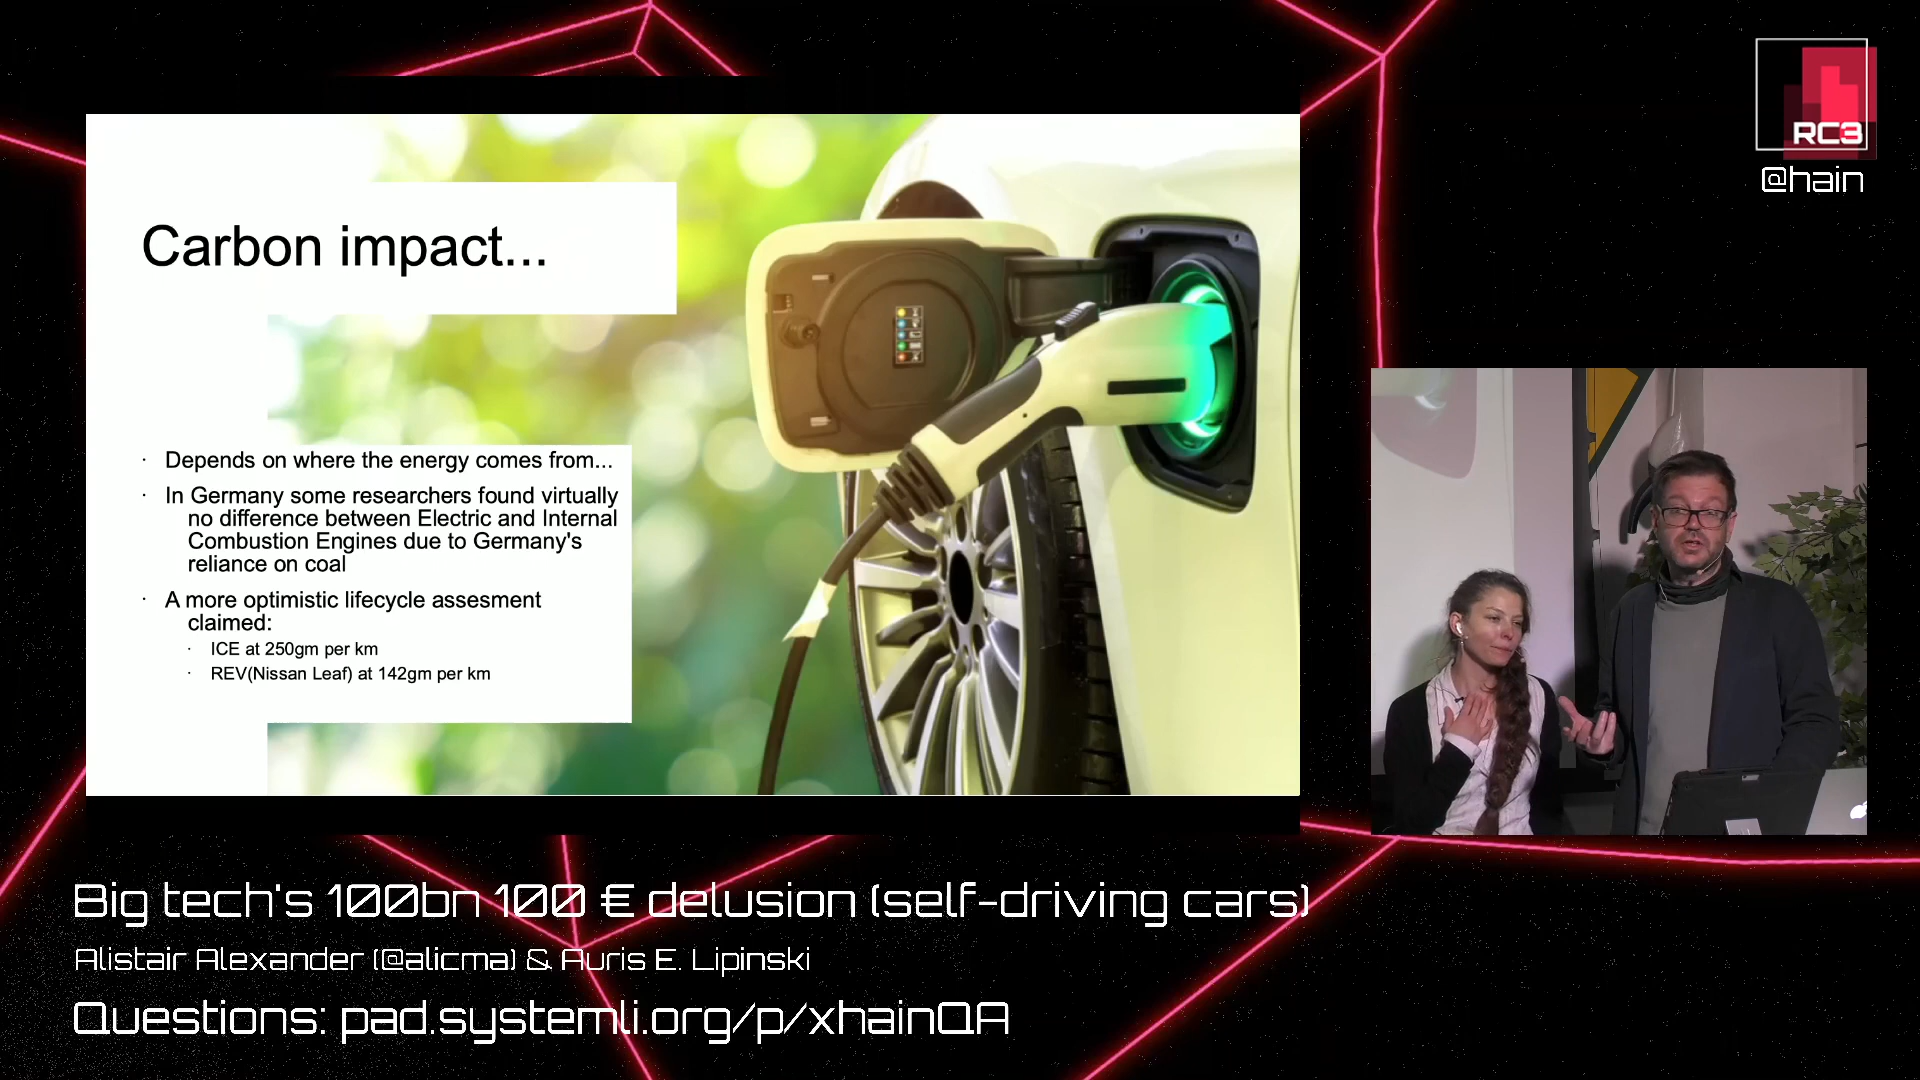 RC3
@hain
Carbon impact...
· Depends on where the energy comes from...
· In Germany some researchers found virtually
no difference between Electric and Internal
Combustion Engines due to Germany's
reliance on coal
· A more optimistic lifecycle assesment
claimed:
· ICE at 250gm per km
· REV(Nissan Leaf) at 142gm per km
Big tech's 100bn 100 € delusion (self-driving cars)
Alistair Alexander (@alicma) & Auris E. Lipinski
Questions: pad.systemli.org/p/xhainQA